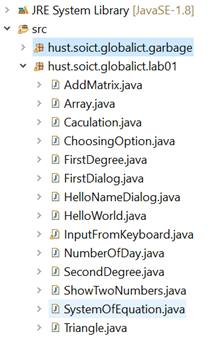 JRE System Library [JavaSE-1.8]
src
hust.soict.globalict.garbage
hust.soict.globalict.lab01
AddMatrix.java
Array.java
Caculation.java
ChoosingOption.java
FirstDegree.java
FirstDialog.java
HelloNameDialog.java
HelloWorld.java
InputFromKeyboard.java
NumberOfDay.java
SecondDegree.java
ShowTwoNumbers.java
SystemOfEquation.java
Triangle.java